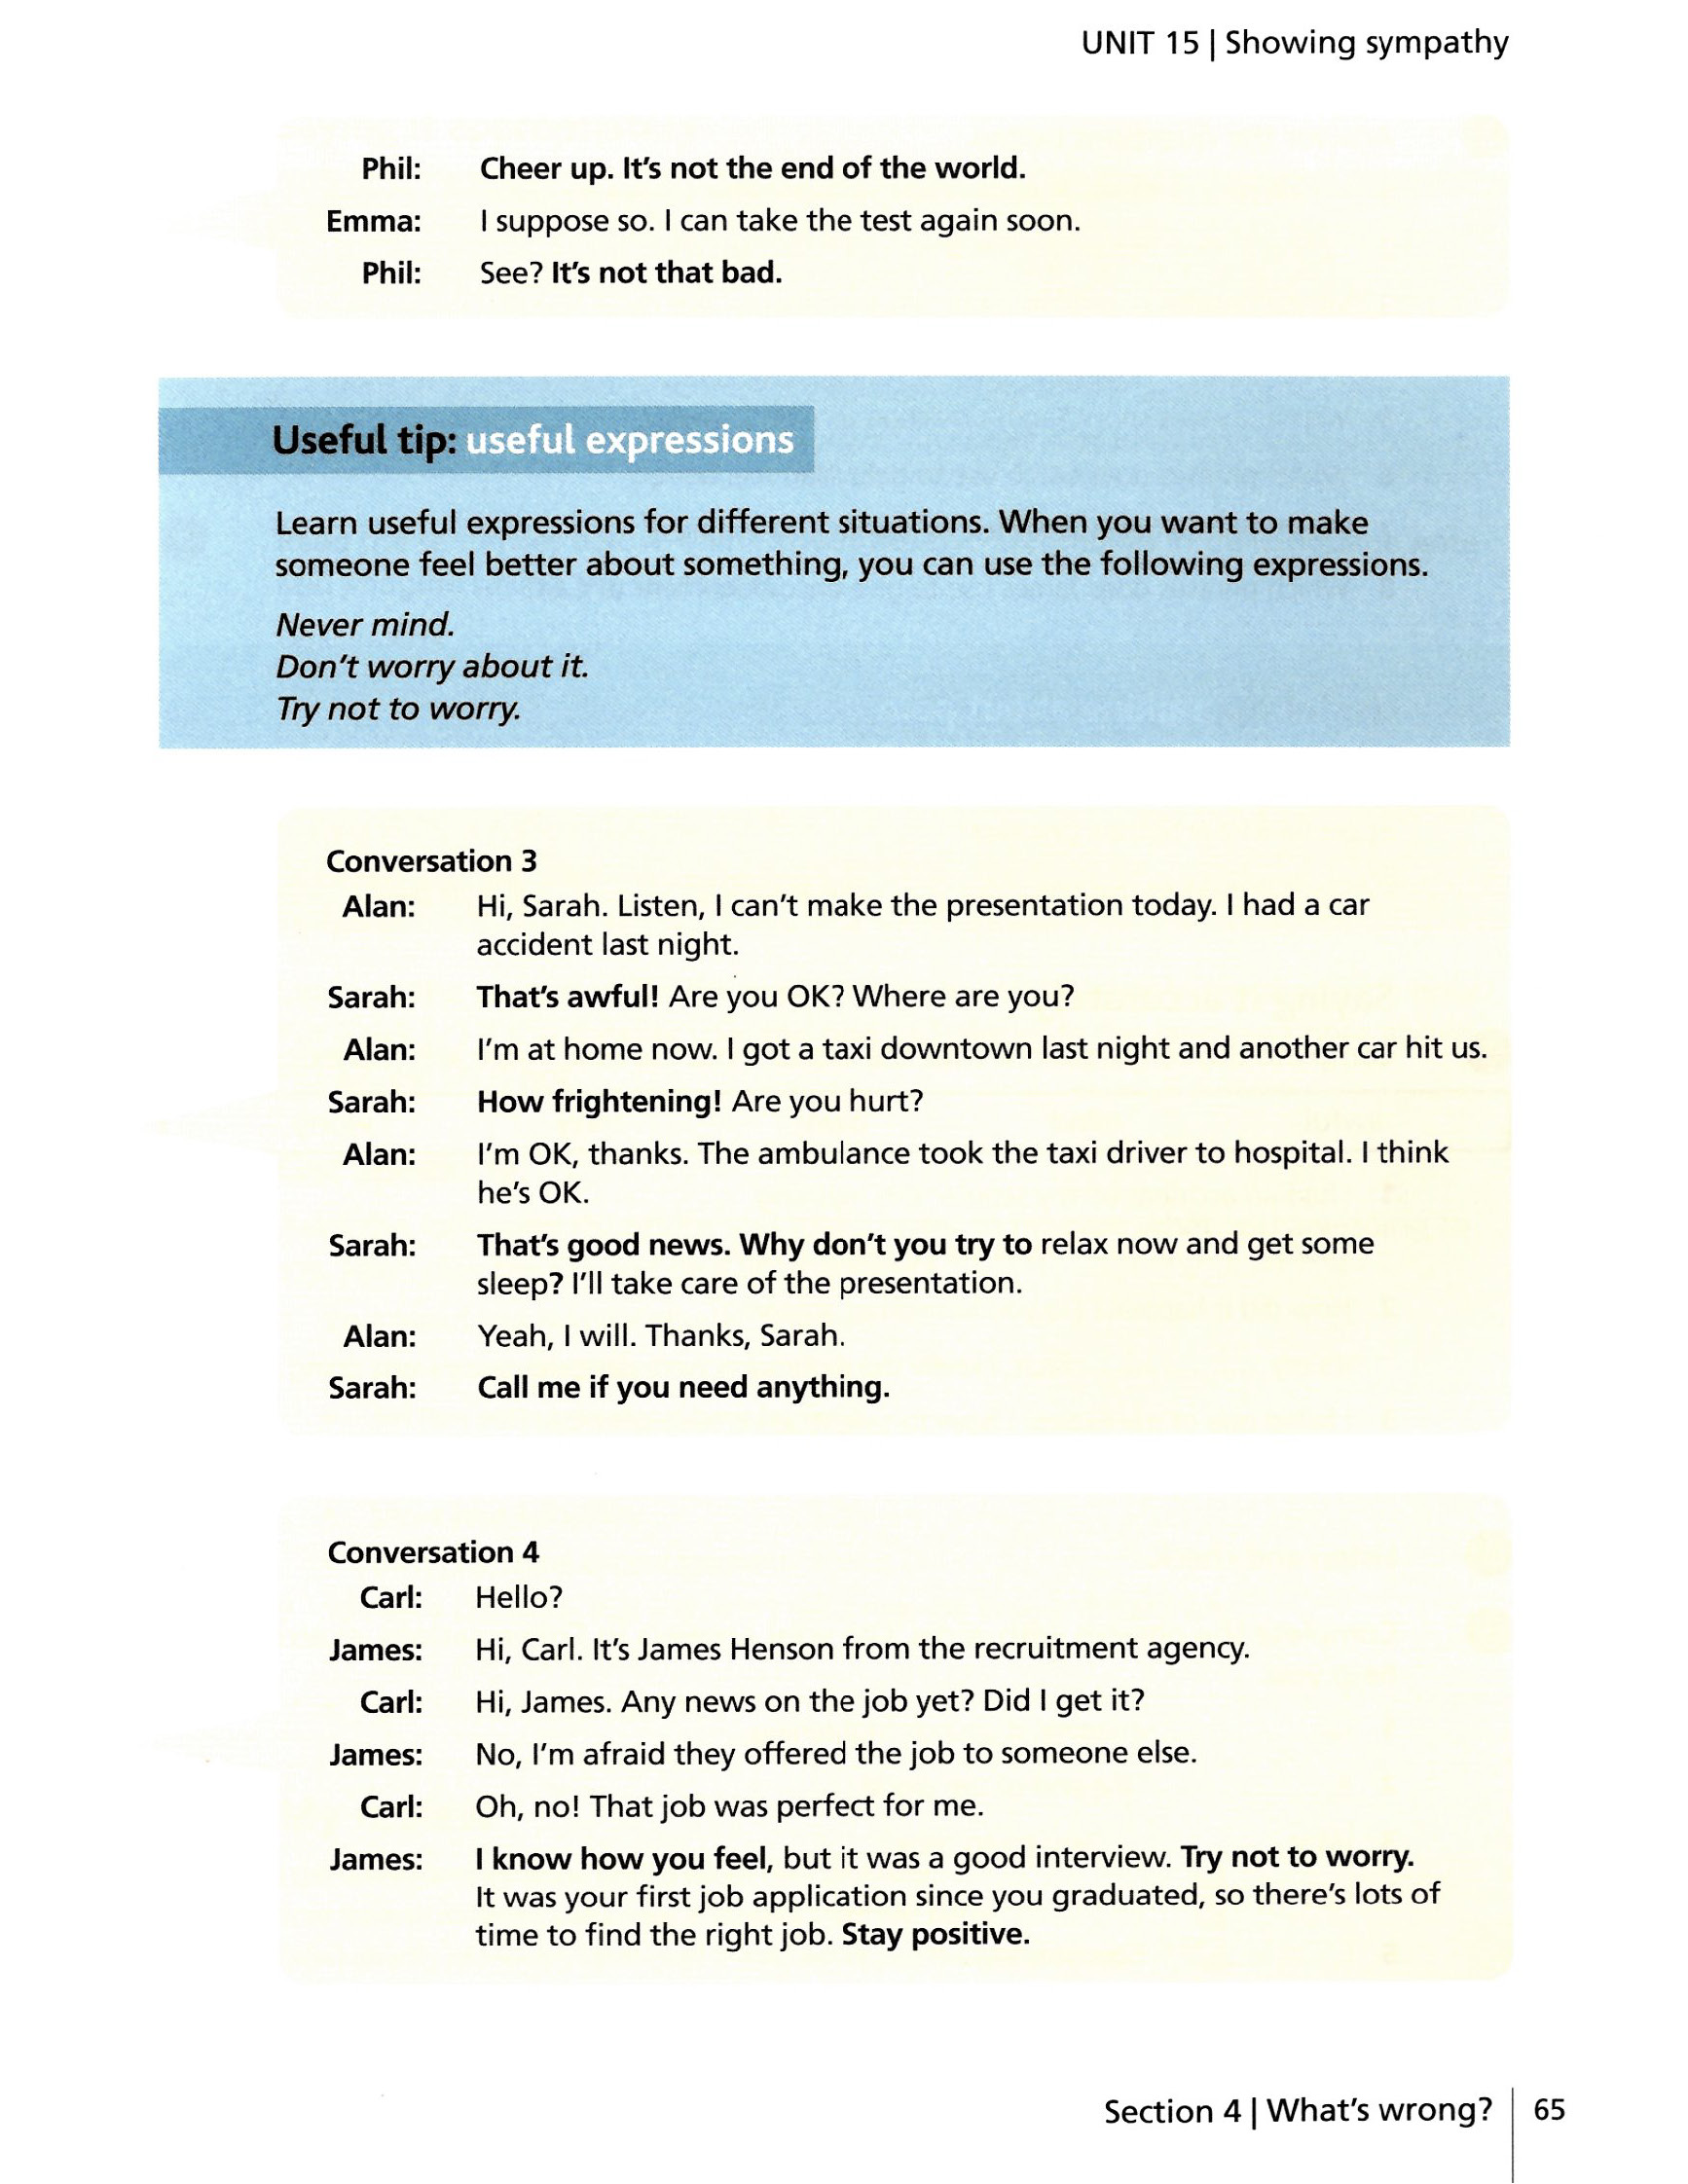 UNIT 15 | Showing sympathy
Phil: Cheer up. It's not the end of the world.
Emma: I suppose so. I can take the test again soon.
Phil: See? It's not that bad.
Useful tip: useful expressions
Learn useful expressions for different situations. When you want to make
someone feel better about something, you can use the following expressions.
Never mind.
Don't worry about it.
Try not to worry.
Conversation 3
Alan: Hi, Sarah. Listen, I can't make the presentation today. I had a car
accident last night.
Sarah: That's awful! Are you OK? Where are you?
Alan: I'm at home now. I got a taxi downtown last night and another car hit us.
Sarah: How frightening! Are you hurt?
Alan: I'm OK, thanks. The ambulance took the taxi driver to hospital. I think
he's OK.
Sarah: That's good news. Why don't you try to relax now and get some
sleep? I'll take care of the presentation.
Alan: Yeah, I will. Thanks, Sarah.
Sarah: Call me if you need anything.
Conversation 4
Carl: Hello?
James: Hi, Carl. It's James Henson from the recruitment agency.
Carl: Hi, James. Any news on the job yet? Did I get it?
James: No, I'm afraid they offered the job to someone else.
Carl: Oh, no! That job was perfect for me.
James: I know how you feel, but it was a good interview. Try not to worry.
It was your first job application since you graduated, so there's lots of
time to find the right job. Stay positive.
Section 4 | What's wrong? 65